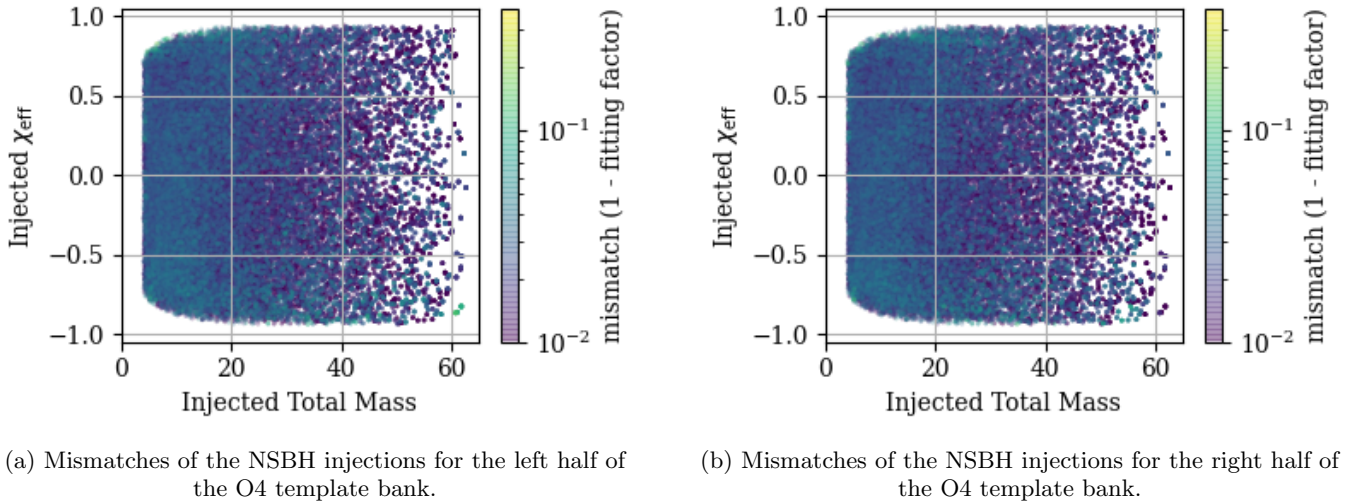 1.0
0.5
0.0
−0.5
−1.0
Injected χeff
0
20
40
60
Injected Total Mass
10⁻¹
10⁻²
mismatch (1 - fitting factor)
(a) Mismatches of the NSBH injections for the left half of
the O4 template bank.
1.0
0.5
0.0
−0.5
−1.0
Injected χeff
0
20
40
60
Injected Total Mass
10⁻¹
10⁻²
mismatch (1 - fitting factor)
(b) Mismatches of the NSBH injections for the right half of
the O4 template bank.